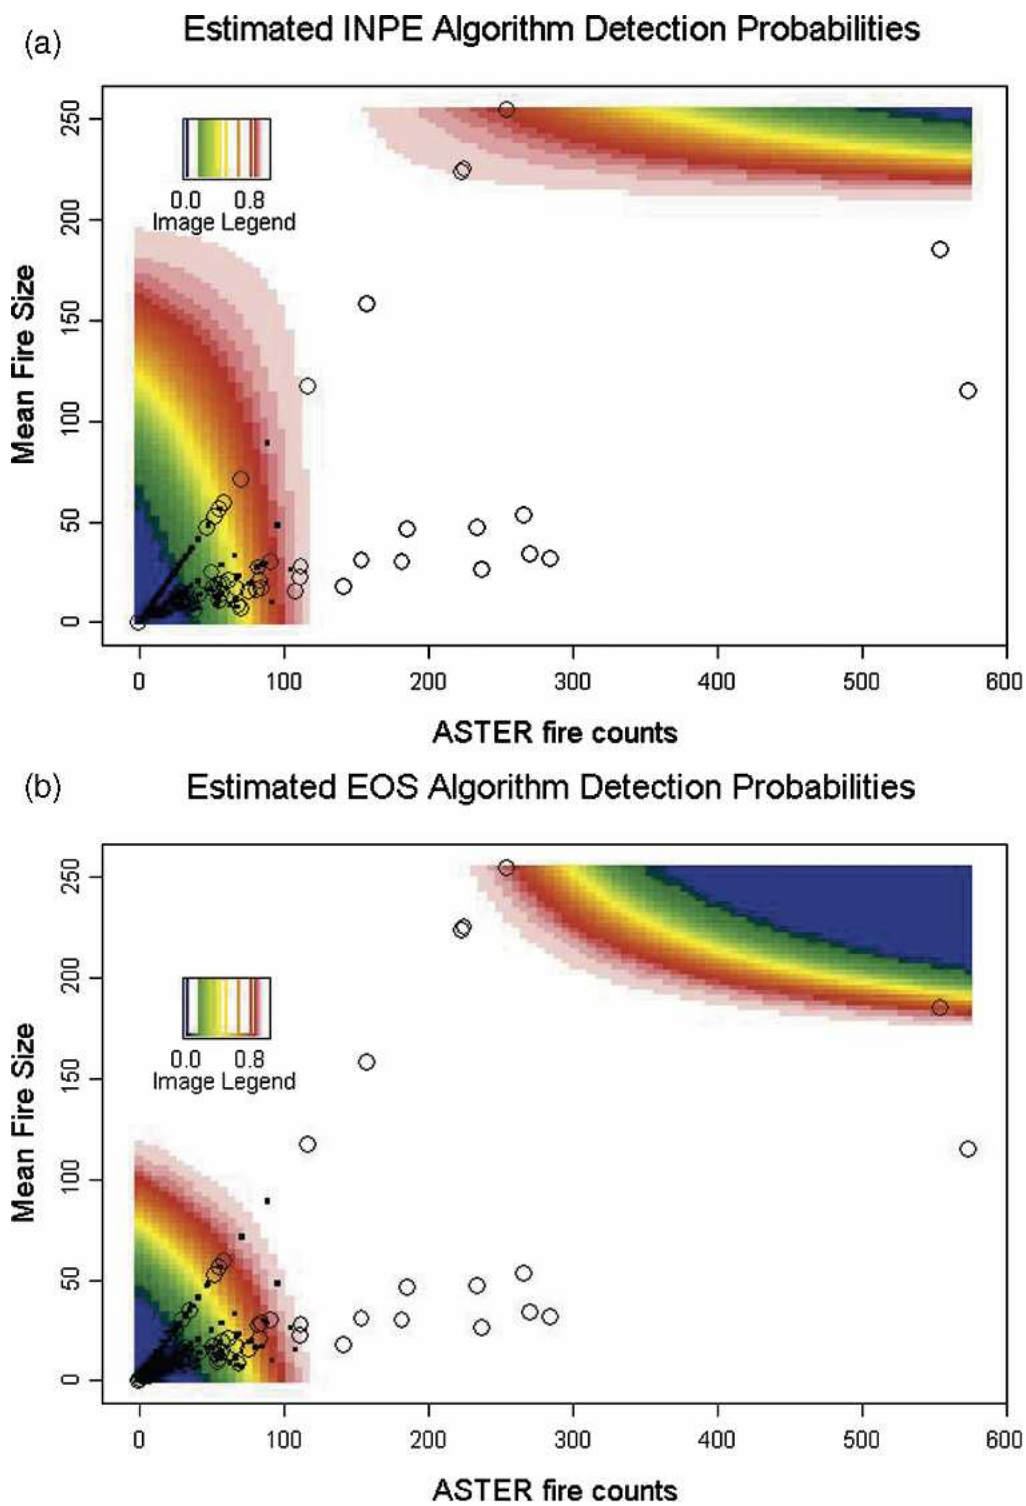 (a)
Estimated INPE Algorithm Detection Probabilities
250
200
150
100
50
0
Mean Fire Size
0.0 0.8
Image Legend
0 100 200 300 400 500 600
ASTER fire counts
(b)
Estimated EOS Algorithm Detection Probabilities
250
200
150
100
50
0
Mean Fire Size
0.0 0.8
Image Legend
0 100 200 300 400 500 600
ASTER fire counts